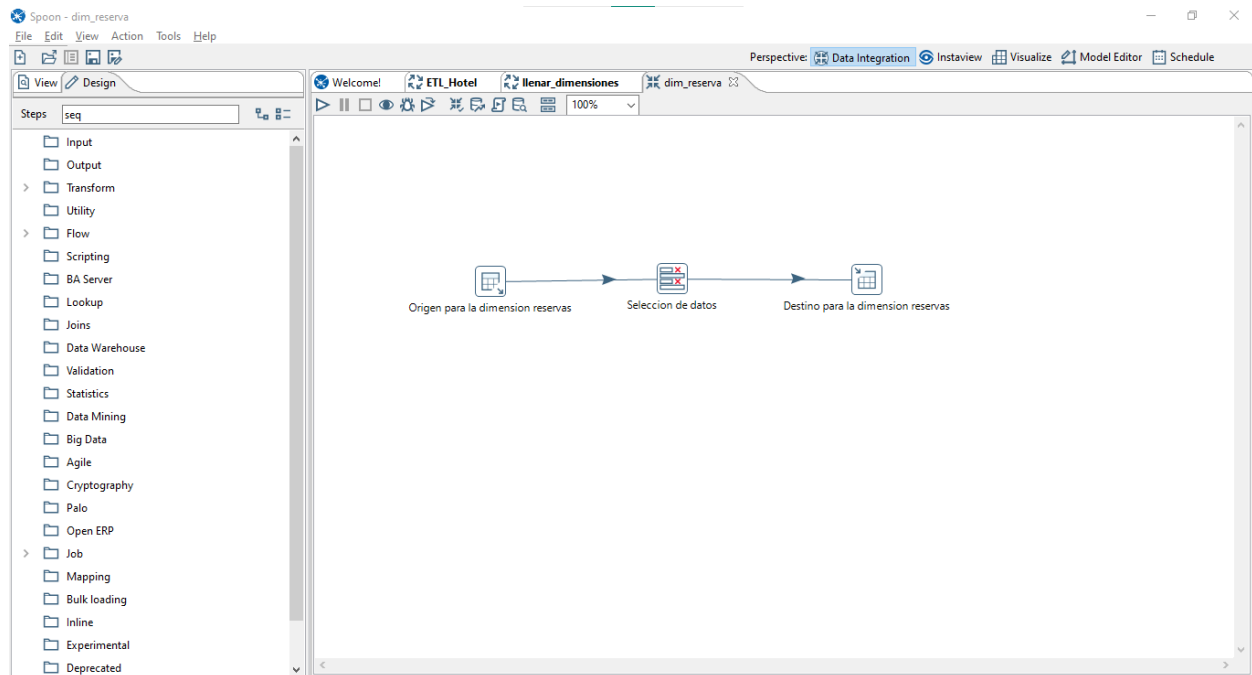 Spoon - dim_reserva
File Edit View Action Tools Help
Perspective: Data Integration Instaview Visualize Model Editor Schedule
View Design
Welcome! ETL_Hotel llenar_dimensiones dim_reserva
Steps seq
100%
Input
Output
Transform
Utility
Flow
Scripting
BA Server
Lookup
Joins
Data Warehouse
Validation
Statistics
Data Mining
Big Data
Agile
Cryptography
Palo
Open ERP
Job
Mapping
Bulk loading
Inline
Experimental
Deprecated
Origen para la dimension reservas
Seleccion de datos
Destino para la dimension reservas